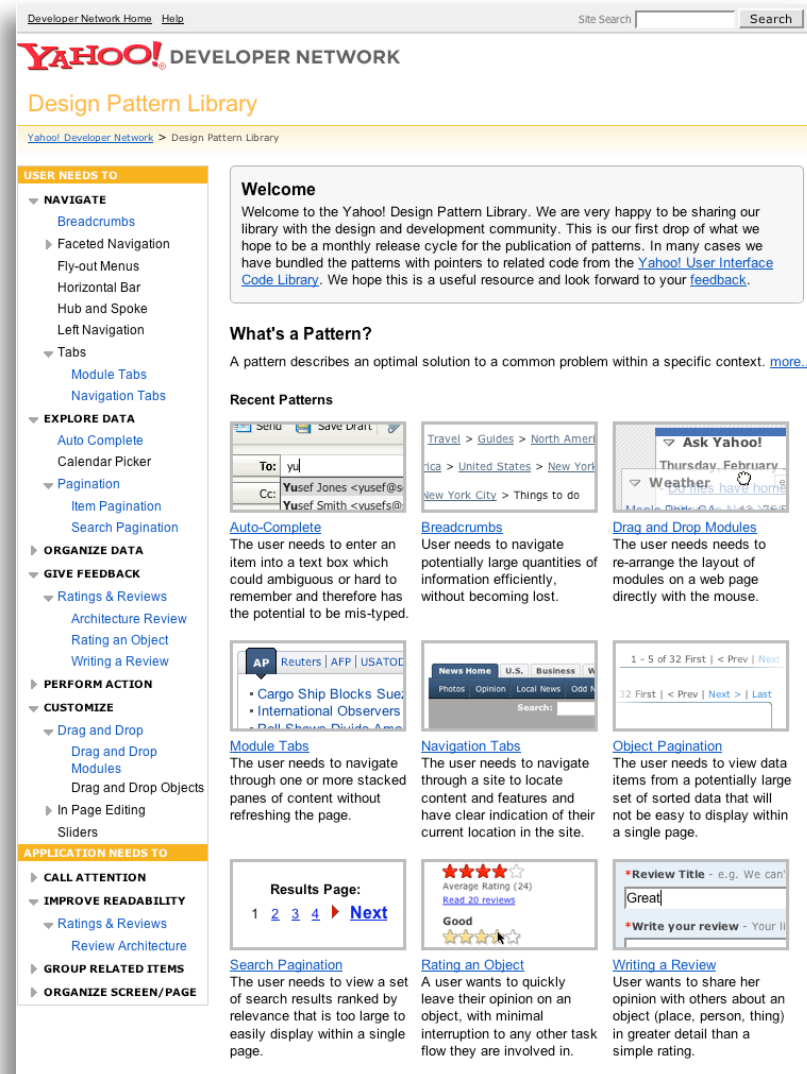 Developer Network Home Help
Site Search
Search
YAHOO! DEVELOPER NETWORK
Design Pattern Library
Yahoo! Developer Network > Design Pattern Library
USER NEEDS TO
NAVIGATE
Breadcrumbs
Faceted Navigation
Fly-out Menus
Horizontal Bar
Hub and Spoke
Left Navigation
Tabs
Module Tabs
Navigation Tabs
EXPLORE DATA
Auto Complete
Calendar Picker
Pagination
Item Pagination
Search Pagination
ORGANIZE DATA
GIVE FEEDBACK
Ratings & Reviews
Architecture Review
Rating an Object
Writing a Review
PERFORM ACTION
CUSTOMIZE
Drag and Drop
Drag and Drop
Modules
Drag and Drop Objects
In Page Editing
Sliders
APPLICATION NEEDS TO
CALL ATTENTION
IMPROVE READABILITY
Ratings & Reviews
Review Architecture
GROUP RELATED ITEMS
ORGANIZE SCREEN/PAGE
Welcome
Welcome to the Yahoo! Design Pattern Library. We are very happy to be sharing our
library with the design and development community. This is our first drop of what we
hope to be a monthly release cycle for the publication of patterns. In many cases we
have bundled the patterns with pointers to related code from the Yahoo! User Interface
Code Library. We hope this is a useful resource and look forward to your feedback.
What's a Pattern?
A pattern describes an optimal solution to a common problem within a specific context. more..
Recent Patterns
Send Save Draft
To: yu
Cc: Yusef Jones <yusef@s
Yusef Smith <yusefs@
Auto-Complete
The user needs to enter an
item into a text box which
could ambiguous or hard to
remember and therefore has
the potential to be mis-typed.
Travel > Guides > North Ameri
rica > United States > New York
New York City > Things to do
Breadcrumbs
User needs to navigate
potentially large quantities of
information efficiently,
without becoming lost.
Ask Yahoo!
Thursday, February
Weather
Do flies have home
Drag and Drop Modules
The user needs needs to
re-arrange the layout of
modules on a web page
directly with the mouse.
AP Reuters | AFP | USATOD
Cargo Ship Blocks Suez
International Observers
Module Tabs
The user needs to navigate
through one or more stacked
panes of content without
refreshing the page.
News Home U.S. Business W
Photos Opinion Local News Odd N
Search:
Navigation Tabs
The user needs to navigate
through a site to locate
content and features and
have clear indication of their
current location in the site.
1 - 5 of 32 First | < Prev | Next
32 First | < Prev | Next > | Last
Object Pagination
The user needs to view data
items from a potentially large
set of sorted data that will
not be easy to display within
a single page.
Results Page:
1 2 3 4 Next
Search Pagination
The user needs to view a set
of search results ranked by
relevance that is too large to
easily display within a single
page.
Average Rating (24)
Read 20 reviews
Good
Rating an Object
A user wants to quickly
leave their opinion on an
object, with minimal
interruption to any other task
flow they are involved in.
*Review Title - e.g. We can'
Great
*Write your review - Your li
Writing a Review
User wants to share her
opinion with others about an
object (place, person, thing)
in greater detail than a
simple rating.